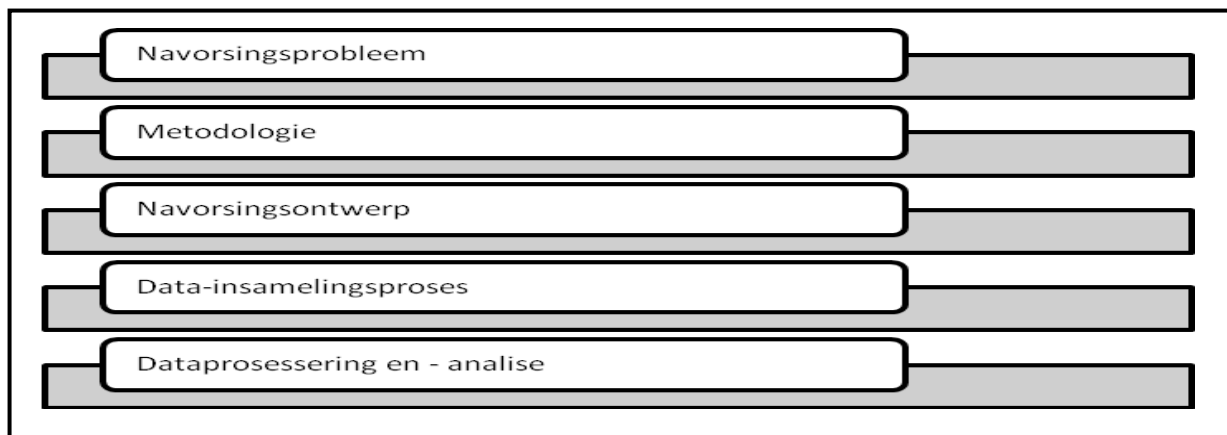 Navorsingsprobleem
Metodologie
Navorsingsontwerp
Data-insamelingsproses
Dataprosessering en - analise